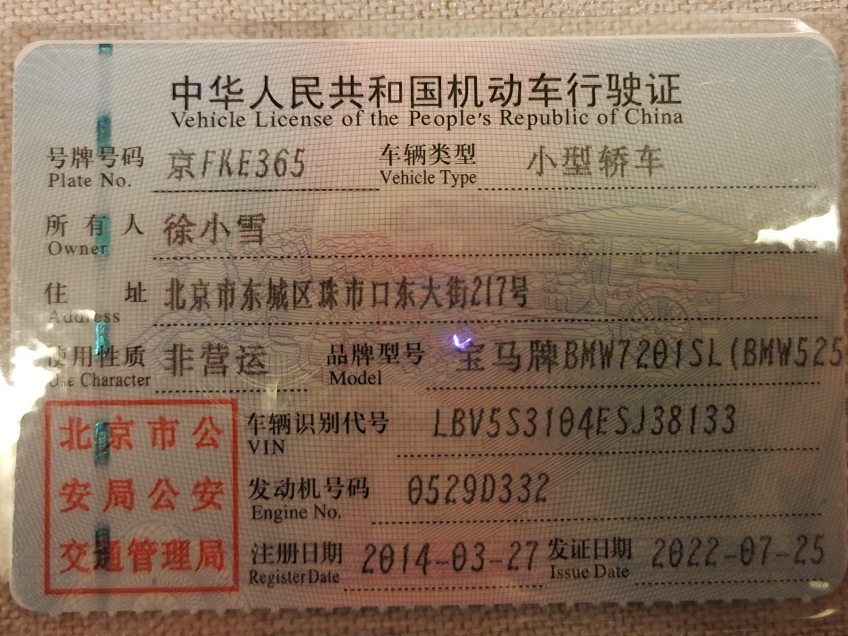 中华人民共和国机动车行驶证
Vehicle License of the People's Republic of China
号牌号码 京FKE365 车辆类型 小型轿车
Plate No. Vehicle Type
所有人 徐小雪
Owner
住址 北京市东城区珠市口东大街217号
Address
使用性质 非营运 品牌型号 宝马牌BMW7201SL(BMW525
Use Character Model
车辆识别代号 LBV5S3104ESJ38133
VIN
发动机号码 0529D332
Engine No.
注册日期 2014-03-27 发证日期 2022-07-25
Register Date Issue Date
北京市公
安局公安
交通管理局